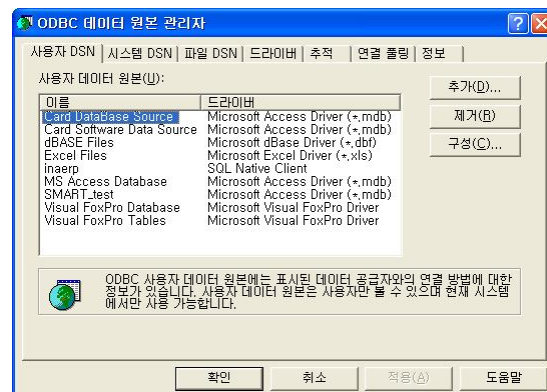 ODBC 데이터 원본 관리자
사용자 DSN 시스템 DSN 파일 DSN 드라이버 추적 연결 풀링 정보
사용자 데이터 원본(U):
이름 드라이버
Card DataBase Source Microsoft Access Driver (*.mdb)
Card Software Data Source Microsoft Access Driver (*.mdb)
dBASE Files Microsoft dBase Driver (*.dbf)
Excel Files Microsoft Excel Driver (*.xls)
inaerp SQL Native Client
MS Access Database Microsoft Access Driver (*.mdb)
SMART_test Microsoft Access Driver (*.mdb)
Visual FoxPro Database Microsoft Visual FoxPro Driver
Visual FoxPro Tables Microsoft Visual FoxPro Driver
추가(D)...
제거(R)
구성(C)...
ODBC 사용자 데이터 원본에는 표시된 데이터 공급자와의 연결 방법에 대한
정보가 있습니다. 사용자 데이터 원본은 사용자만 볼 수 있으며 현재 시스템
에서만 사용 가능합니다.
확인 취소 적용(A) 도움말